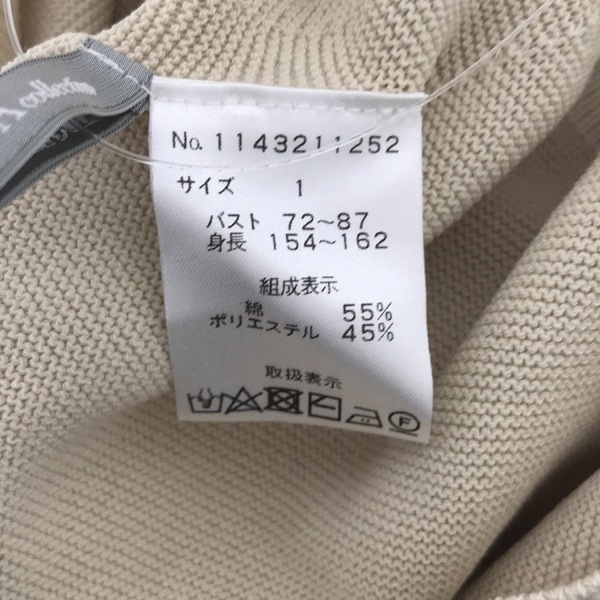 collection
No. 1143211252
サイズ 1
バスト 72〜87
身長 154〜162
組成表示
綿 55%
ポリエステル 45%
取扱表示
F